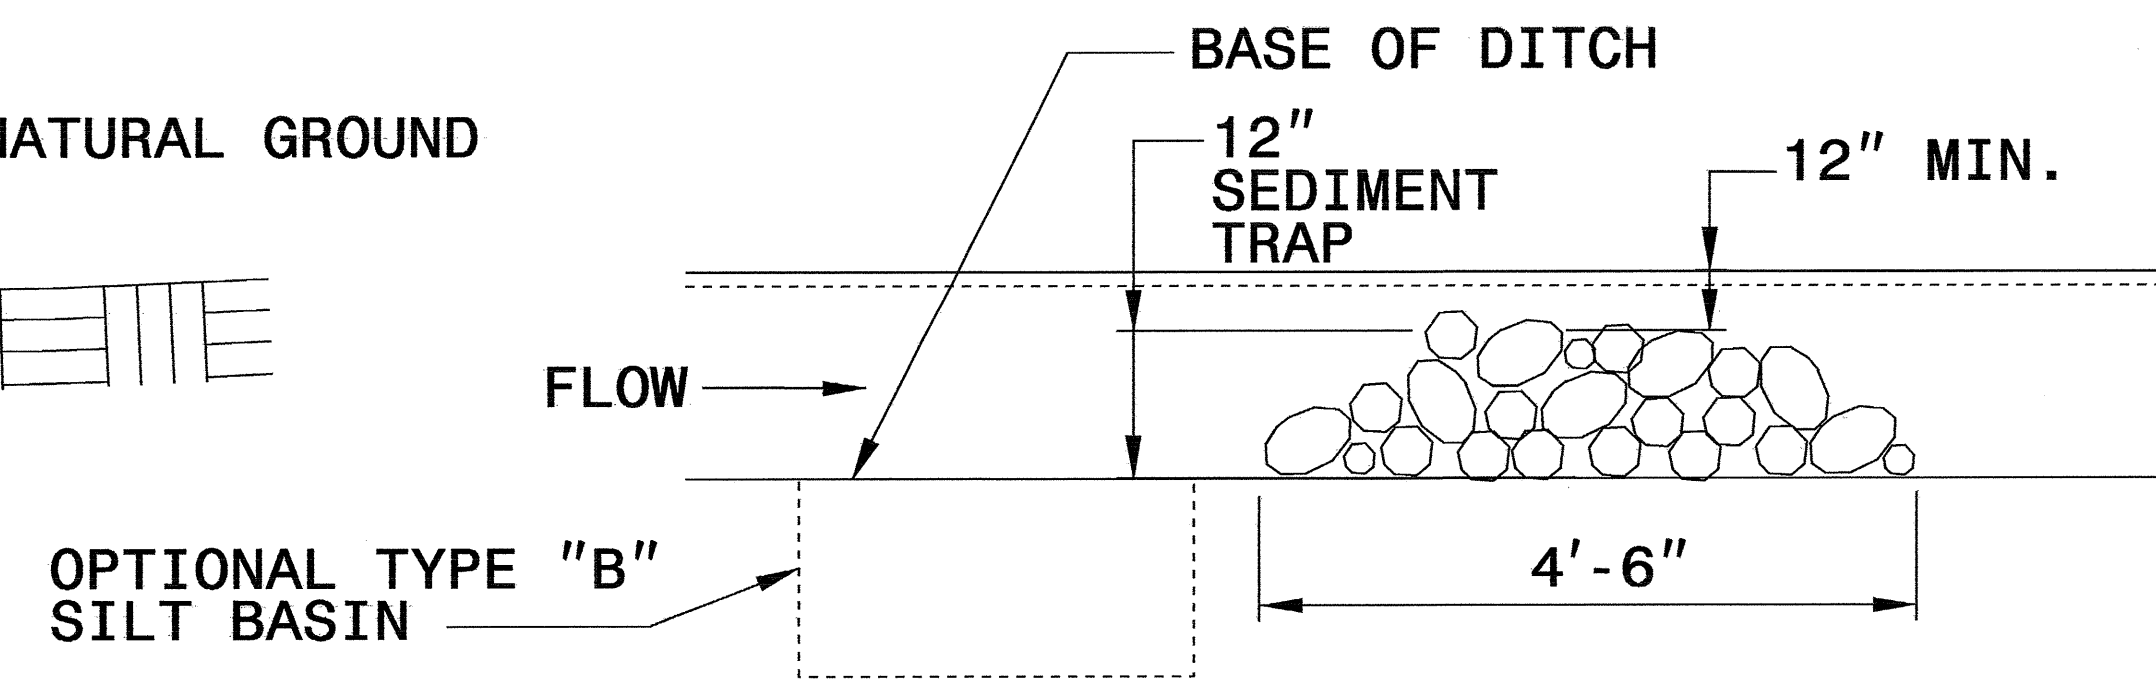 BASE OF DITCH
NATURAL GROUND
12"
SEDIMENT
TRAP
12" MIN.
FLOW
OPTIONAL TYPE "B"
SILT BASIN
4'-6"